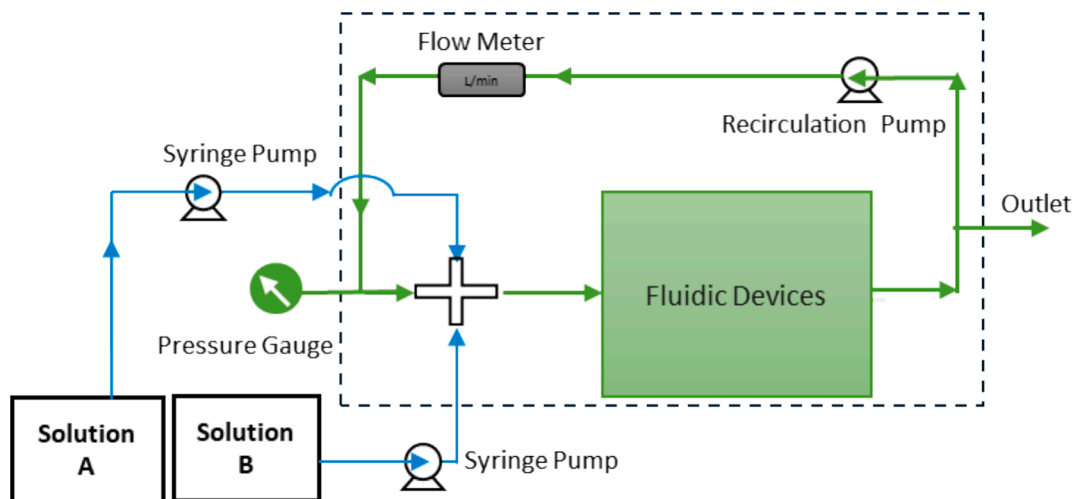 Flow Meter
L/min
Recirculation Pump
Syringe Pump
Outlet
Fluidic Devices
Pressure Gauge
Solution
A
Solution
B
Syringe Pump